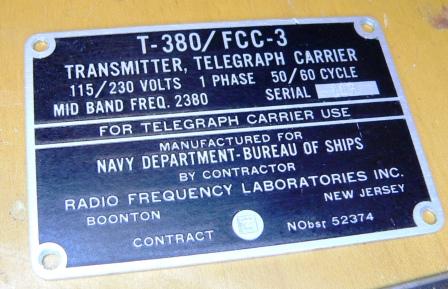 T-380/FCC-3
TRANSMITTER, TELEGRAPH CARRIER
115/230 VOLTS 1 PHASE 50/60 CYCLE
MID BAND FREQ. 2380 SERIAL
FOR TELEGRAPH CARRIER USE
MANUFACTURED FOR
NAVY DEPARTMENT-BUREAU OF SHIPS
BY CONTRACTOR
RADIO FREQUENCY LABORATORIES INC.
BOONTON NEW JERSEY
CONTRACT NObsr 52374